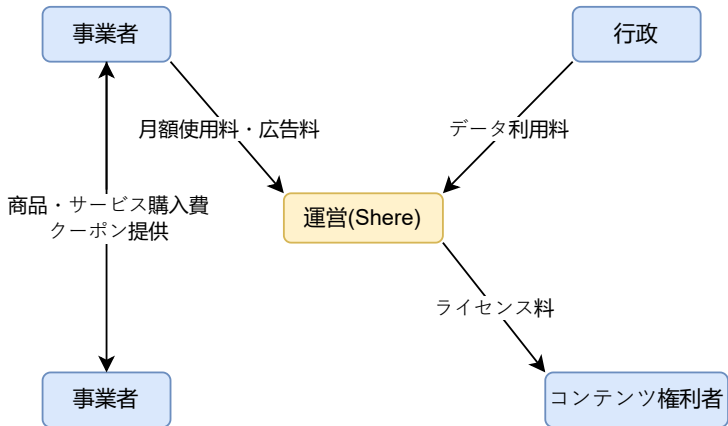 事業者
行政
月額使用料・広告料
データ利用料
商品・サービス購入費
クーポン提供
運営(Shere)
ライセンス料
事業者
コンテンツ権利者